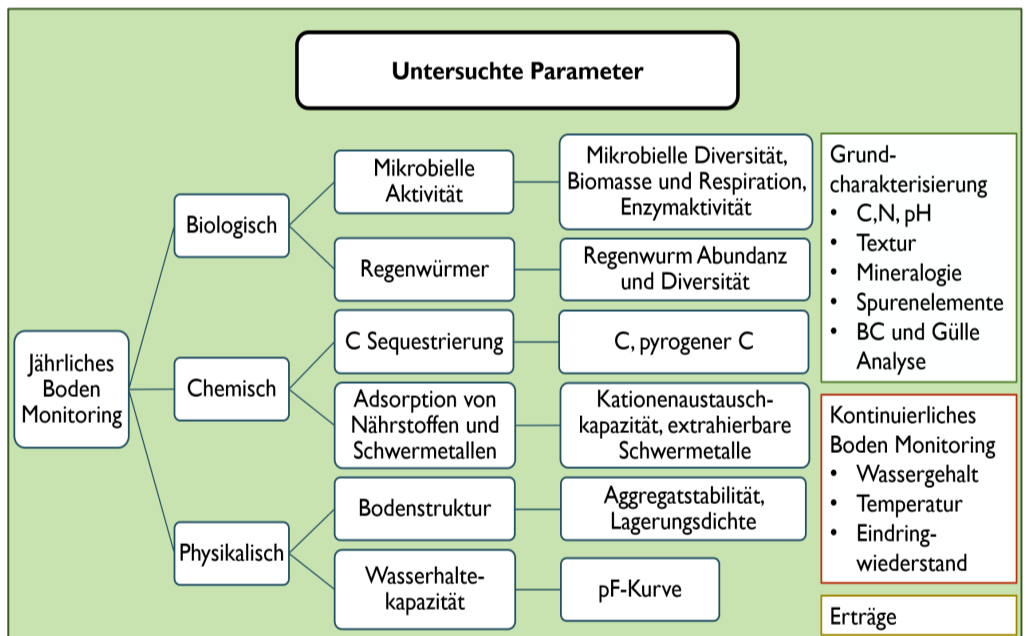 Untersuchte Parameter
Jährliches
Boden
Monitoring
Biologisch
Mikrobielle
Aktivität
Mikrobielle Diversität,
Biomasse und Respiration,
Enzymaktivität
Regenwürmer
Regenwurm Abundanz
und Diversität
Chemisch
C Sequestrierung
C, pyrogener C
Adsorption von
Nährstoffen und
Schwermetallen
Kationenaustausch-
kapazität, extrahierbare
Schwermetalle
Physikalisch
Bodenstruktur
Aggregatstabilität,
Lagerungsdichte
Wasserhalte-
kapazität
pF-Kurve
Grund-
charakterisierung
• C,N, pH
• Textur
• Mineralogie
• Spurenelemente
• BC und Gülle
Analyse
Kontinuierliches
Boden Monitoring
• Wassergehalt
• Temperatur
• Eindring-
wiederstand
Erträge